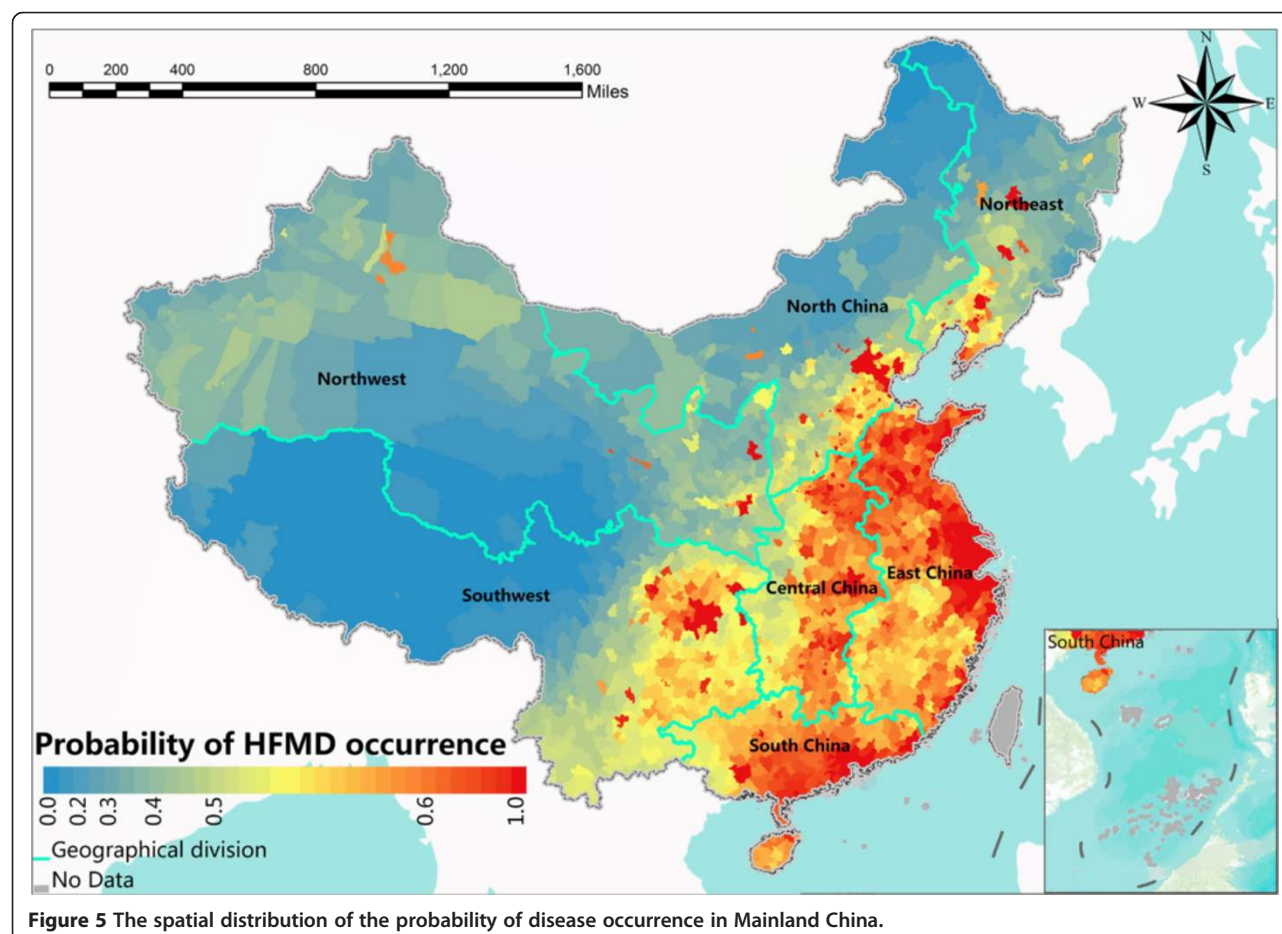 N
0 200 400 800 1,200 1,600
Miles
W E
S
Northeast
North China
Northwest
East China
Central China
Southwest
South China
South China
Probability of HFMD occurrence
0.0 0.2 0.3 0.4 0.5 0.6 1.0
Geographical division
No Data
Figure 5 The spatial distribution of the probability of disease occurrence in Mainland China.